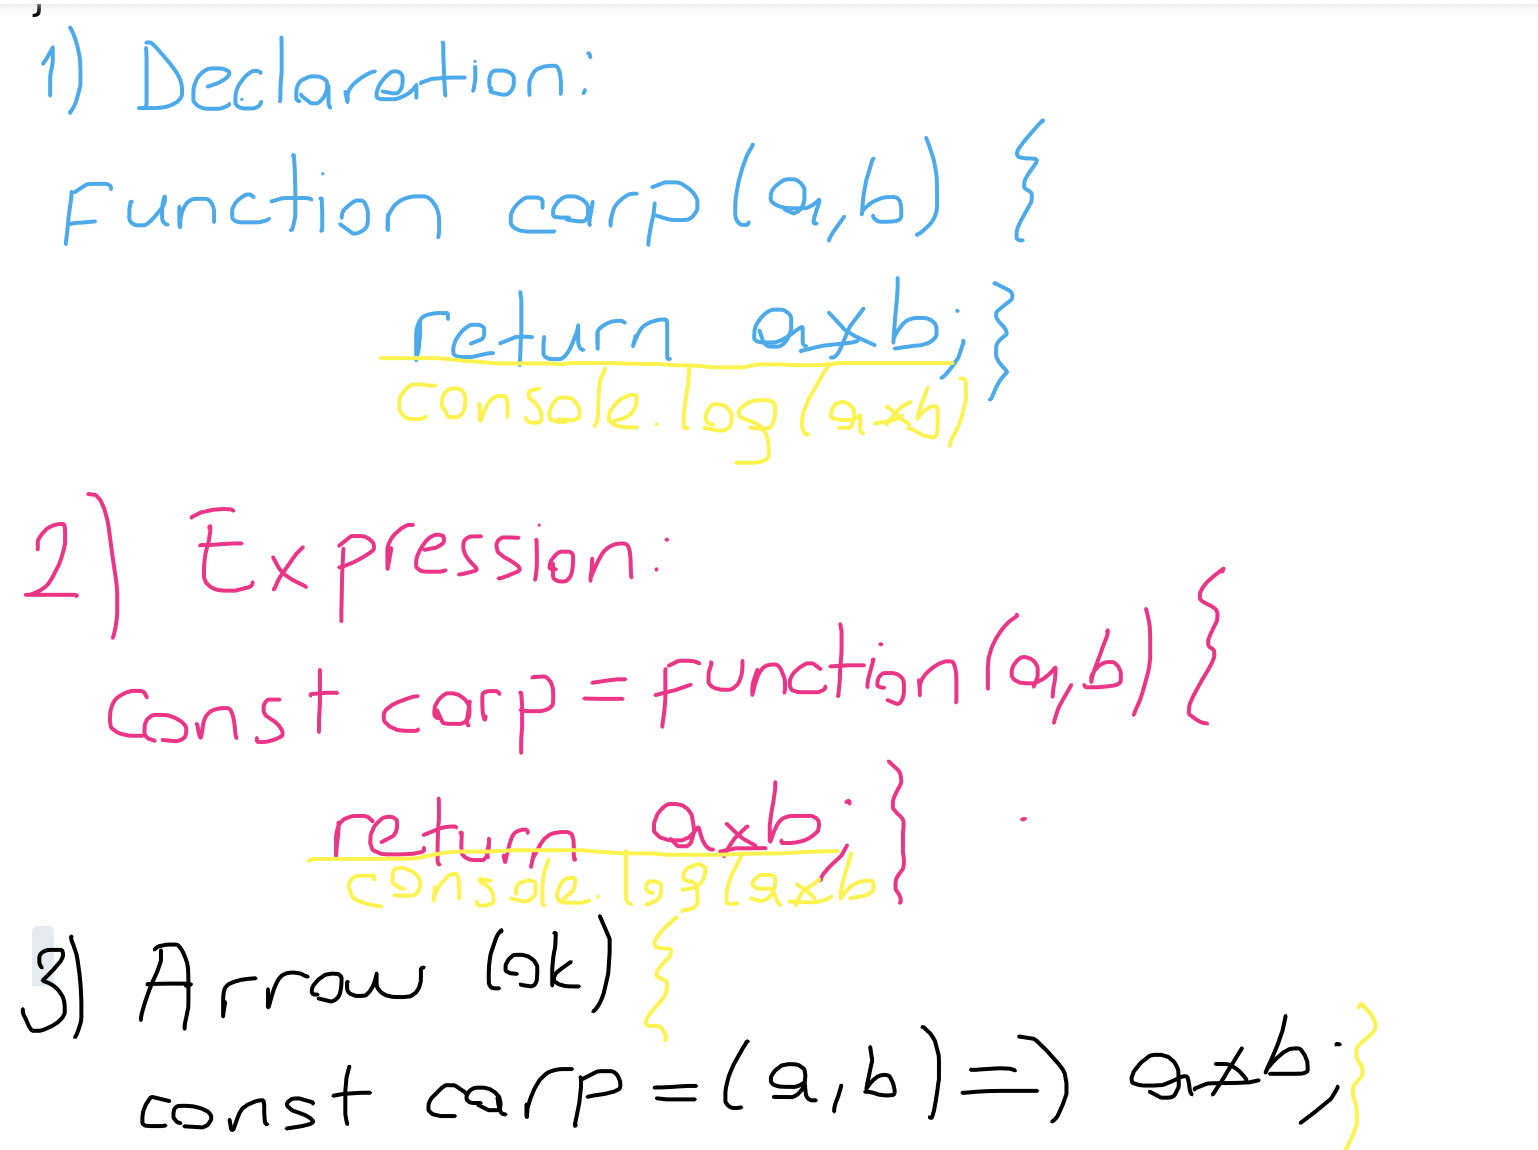 1) Declaration:
Function carp(a,b) {
return axb;}
console.log(axb)
2) Expression:
const carp = function(a,b) {
return axb;}
console.log(axb
3) Arrow (ok) {
const carp = (a,b) => axb;}